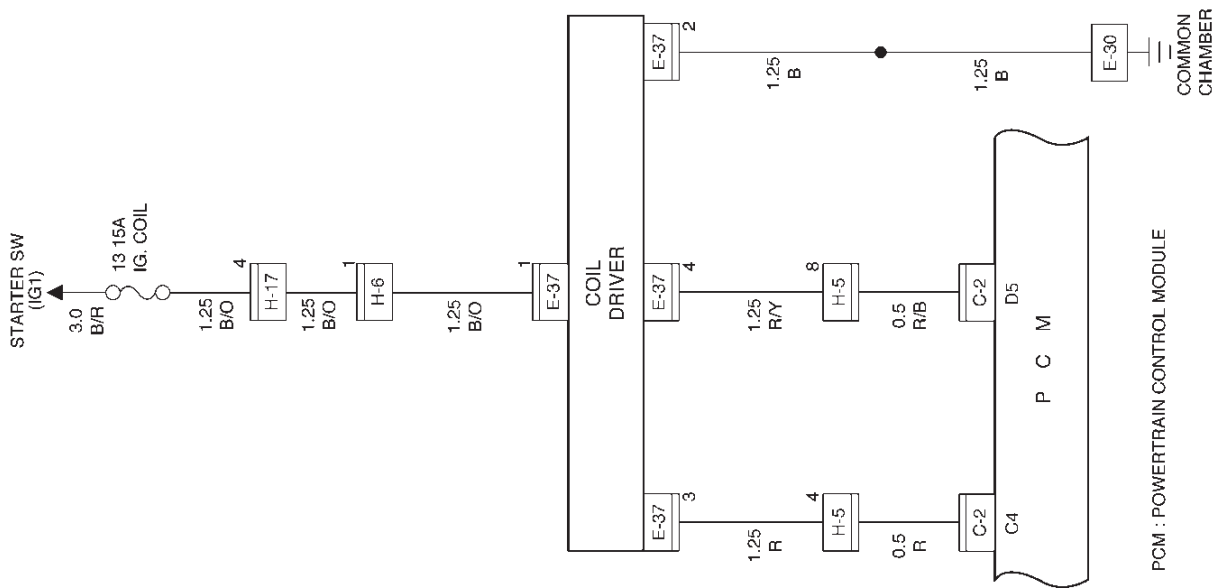 STARTER SW
(IG1)
3.0
B/R
13 15A
IG. COIL
1.25
B/O
4
H-17
1.25
B/O
1
H-6
1.25
B/O
1
E-37
COIL
DRIVER
E-37
3
E-37
4
E-37
2
1.25
R
1.25
R/Y
1.25
B
H-5
4
H-5
8
0.5
R
0.5
R/B
1.25
B
C-2
C4
C-2
D5
E-30
P C M
COMMON
CHAMBER
PCM : POWERTRAIN CONTROL MODULE